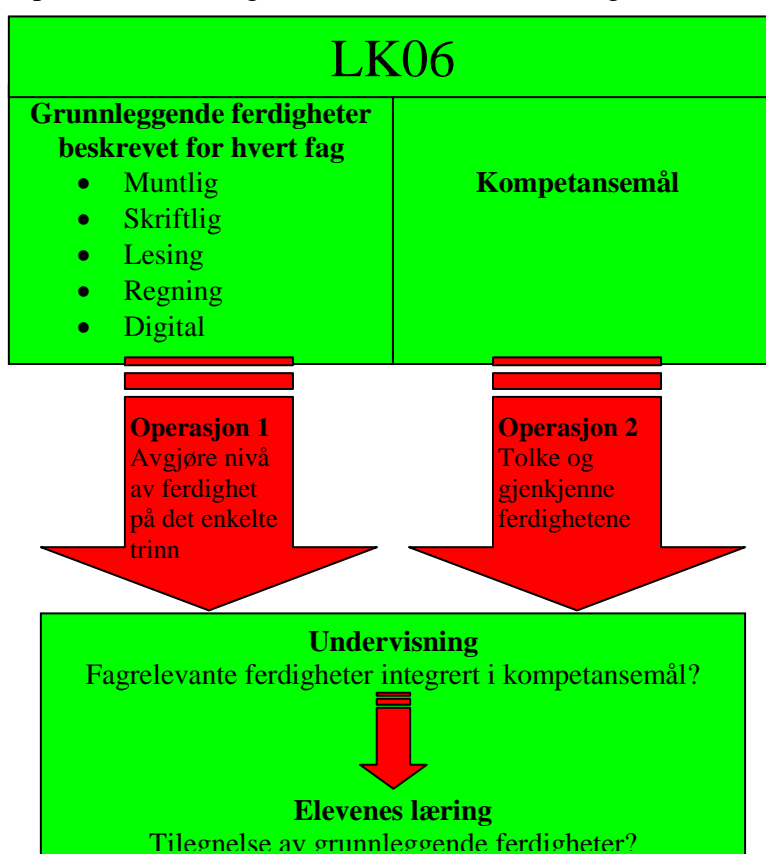 LK06
Grunnleggende ferdigheter
beskrevet for hvert fag
• Muntlig
• Skriftlig
• Lesing
• Regning
• Digital
Kompetansemål
Operasjon 1
Avgjøre nivå
av ferdighet
på det enkelte
trinn
Operasjon 2
Tolke og
gjenkjenne
ferdighetene
Undervisning
Fagrelevante ferdigheter integrert i kompetansemål?
Elevenes læring
Tilegnelse av grunnleggende ferdigheter?